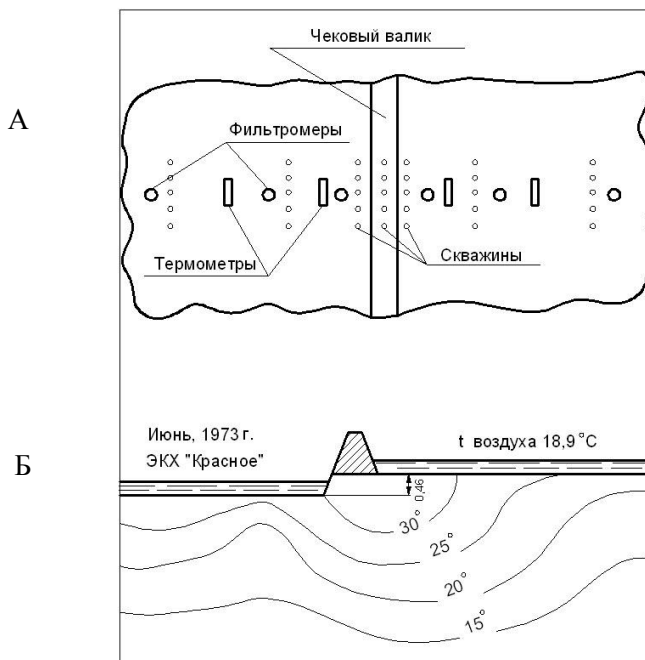 Чековый валик
А
Фильтромеры
Термометры
Скважины
Июнь, 1973 г.
ЭКХ "Красное"
t воздуха 18,9 °С
Б
0,46
30°
25°
20°
15°